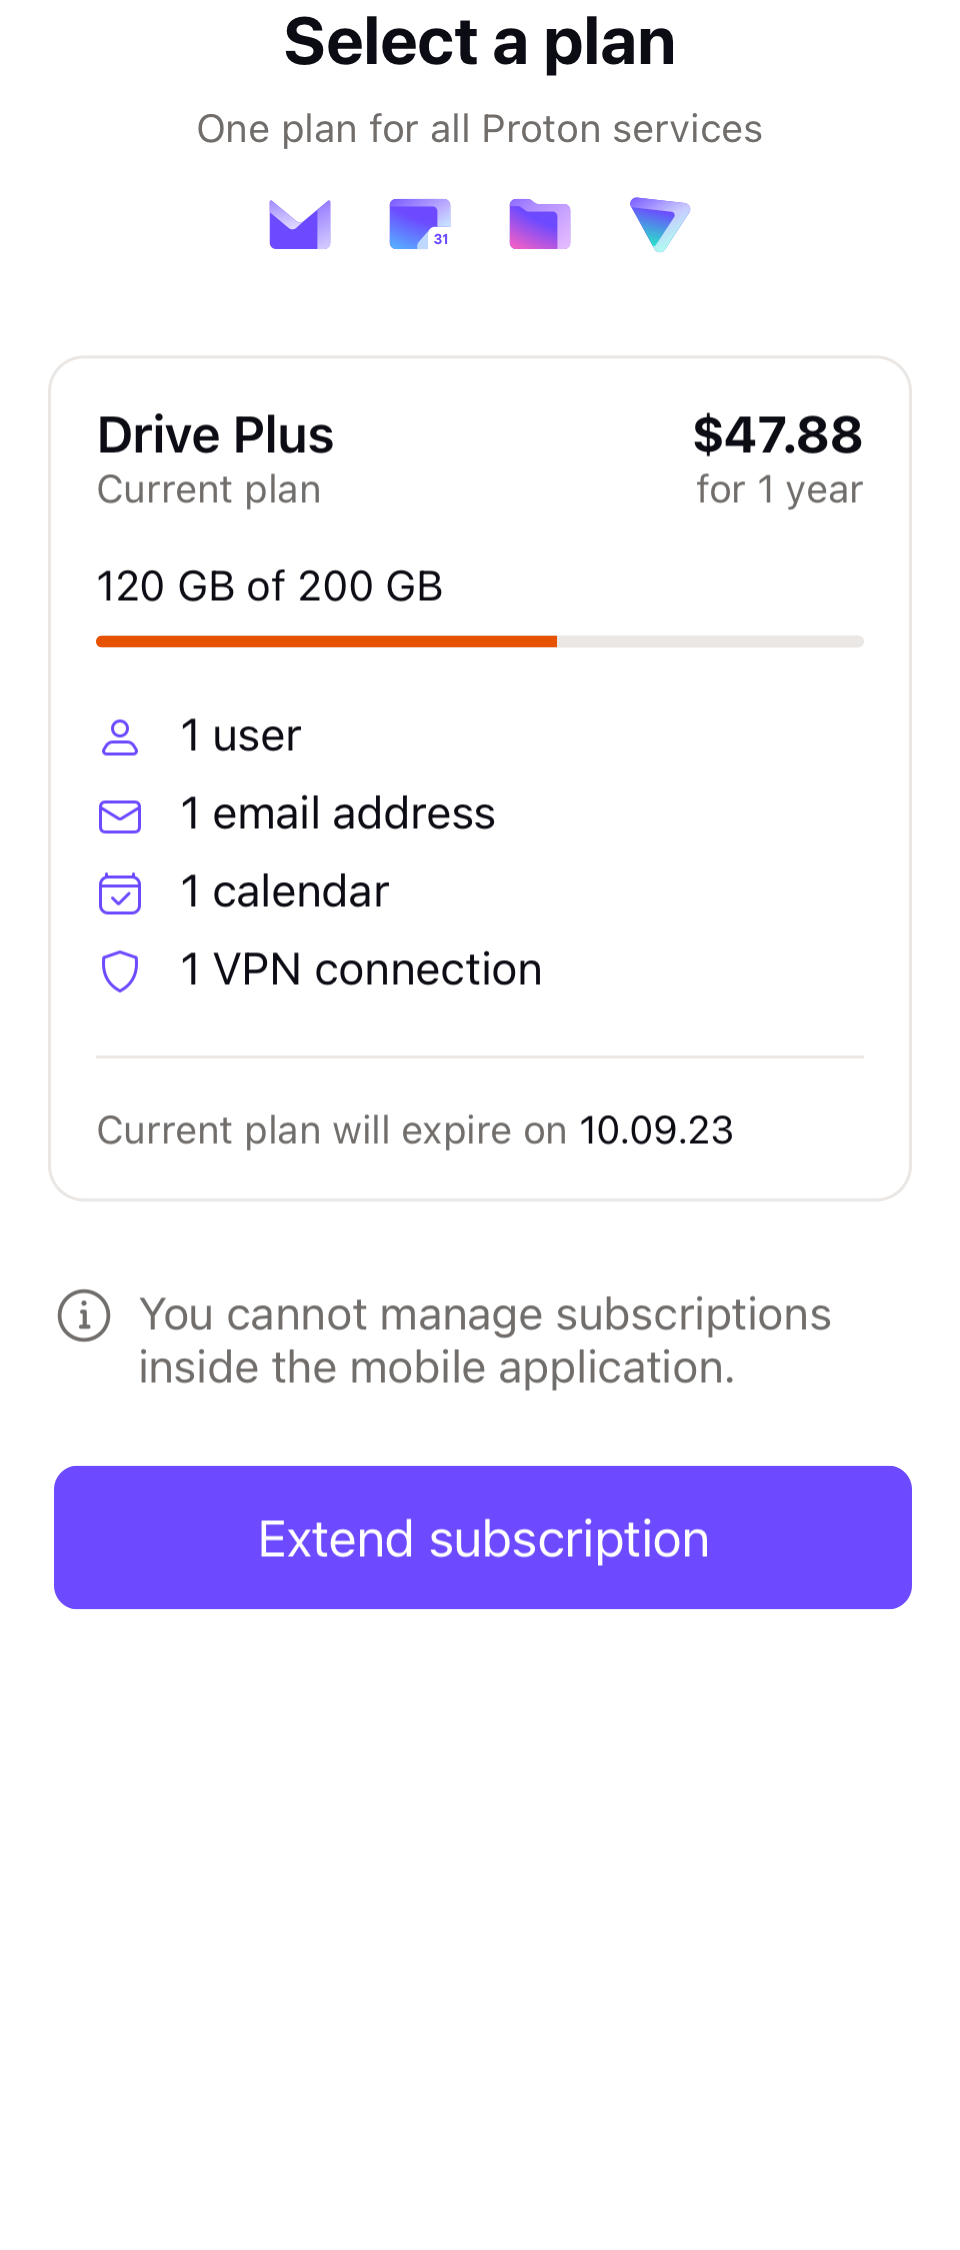 Select a plan
One plan for all Proton services
31
Drive Plus
$47.88
Current plan
for 1 year
120 GB of 200 GB
1 user
1 email address
1 calendar
1 VPN connection
Current plan will expire on 10.09.23
You cannot manage subscriptions
inside the mobile application.
Extend subscription